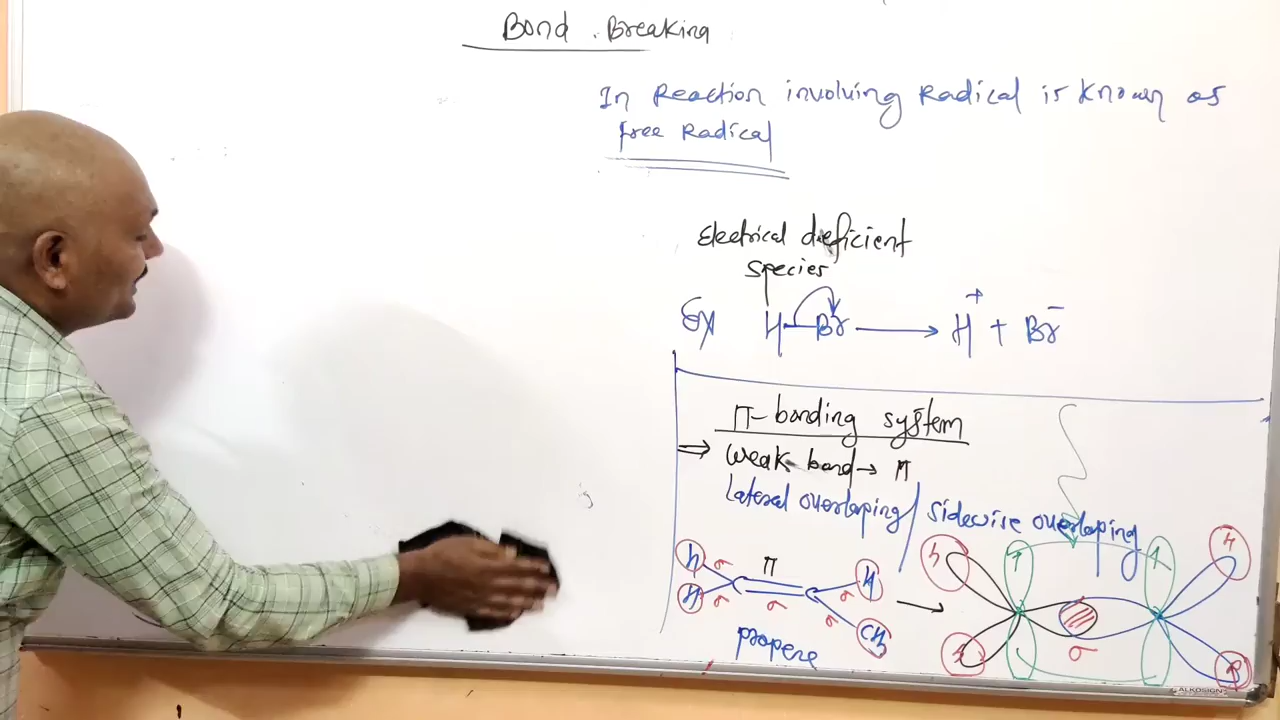 Bond Breaking
In Reaction involving Radical is known as
free Radical
Electrical deficient
species
Ex H-Br → H⁺ + Br⁻
π-bonding system
⇒ weak bond → π
lateral overlaping / sidewise overlaping
H σ π σ H
H σ σ σ CH₃
propene
σ
ALKOSIGN